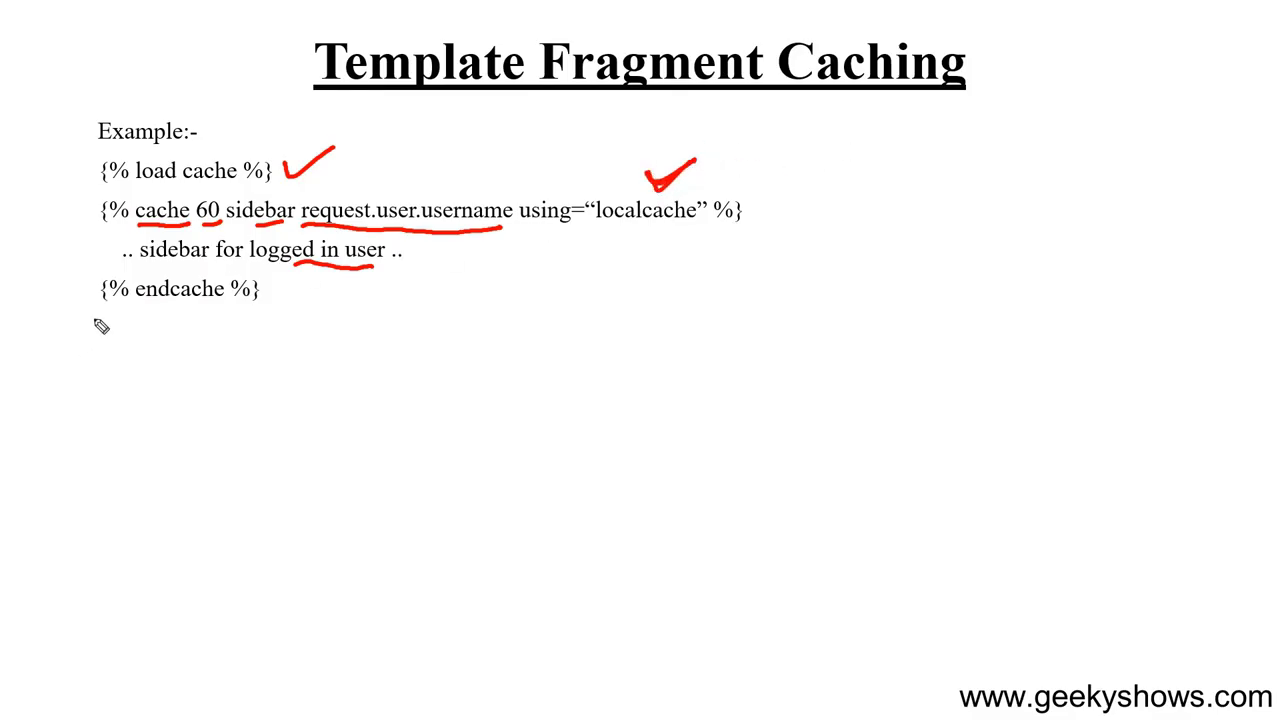 Template Fragment Caching
Example:-
{% load cache %}
{% cache 60 sidebar request.user.username using=“localcache” %}
.. sidebar for logged in user ..
{% endcache %}
www.geekyshows.com